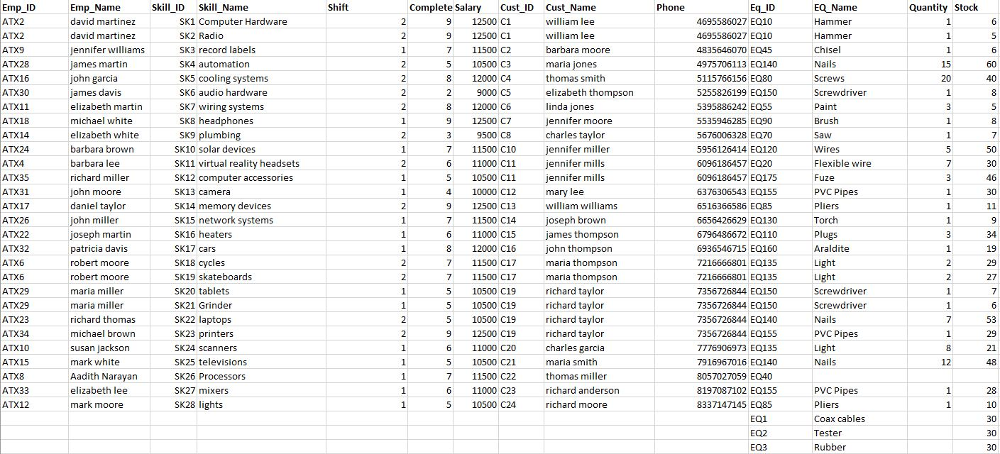 Emp_ID Emp_Name Skill_ID Skill_Name Shift Complete Salary Cust_ID Cust_Name Phone Eq_ID EQ_Name Quantity Stock
ATX2 david martinez SK1 Computer Hardware 2 9 12500 C1 william lee 4695586027 EQ10 Hammer 1 6
ATX2 david martinez SK2 Radio 2 9 12500 C1 william lee 4695586027 EQ10 Hammer 1 5
ATX9 jennifer williams SK3 record labels 1 7 11500 C2 barbara moore 4835646070 EQ45 Chisel 1 6
ATX28 james martin SK4 automation 2 5 10500 C3 maria jones 4975706113 EQ140 Nails 15 60
ATX16 john garcia SK5 cooling systems 2 8 12000 C4 thomas smith 5115766156 EQ80 Screws 20 40
ATX30 james davis SK6 audio hardware 2 2 9000 C5 elizabeth thompson 5255826199 EQ150 Screwdriver 1 8
ATX11 elizabeth martin SK7 wiring systems 2 8 12000 C6 linda jones 5395886242 EQ55 Paint 3 5
ATX18 michael white SK8 headphones 1 9 12500 C7 jennifer moore 5535946285 EQ90 Brush 1 8
ATX14 elizabeth white SK9 plumbing 2 3 9500 C8 charles taylor 5676006328 EQ70 Saw 1 7
ATX24 barbara brown SK10 solar devices 1 7 11500 C10 jennifer miller 5956126414 EQ120 Wires 5 50
ATX4 barbara lee SK11 virtual reality headsets 2 6 11000 C11 jennifer mills 6096186457 EQ20 Flexible wire 7 30
ATX35 richard miller SK12 computer accessories 1 5 10500 C11 jennifer mills 6096186457 EQ175 Fuze 3 46
ATX31 john moore SK13 camera 1 4 10000 C12 mary lee 6376306543 EQ155 PVC Pipes 1 30
ATX17 daniel taylor SK14 memory devices 2 9 12500 C13 william williams 6516366586 EQ85 Pliers 1 11
ATX26 john miller SK15 network systems 1 7 11500 C14 joseph brown 6656426629 EQ130 Torch 1 9
ATX22 joseph martin SK16 heaters 1 6 11000 C15 james thompson 6796486672 EQ110 Plugs 3 34
ATX32 patricia davis SK17 cars 1 8 12000 C16 john thompson 6936546715 EQ160 Araldite 1 19
ATX6 robert moore SK18 cycles 2 7 11500 C17 maria thompson 7216666801 EQ135 Light 2 29
ATX6 robert moore SK19 skateboards 2 7 11500 C17 maria thompson 7216666801 EQ135 Light 2 27
ATX29 maria miller SK20 tablets 1 5 10500 C19 richard taylor 7356726844 EQ150 Screwdriver 1 7
ATX29 maria miller SK21 Grinder 1 5 10500 C19 richard taylor 7356726844 EQ150 Screwdriver 1 6
ATX23 richard thomas SK22 laptops 2 5 10500 C19 richard taylor 7356726844 EQ140 Nails 7 53
ATX34 michael brown SK23 printers 2 9 12500 C19 richard taylor 7356726844 EQ155 PVC Pipes 1 29
ATX10 susan jackson SK24 scanners 1 6 11000 C20 charles garcia 7776906973 EQ135 Light 8 21
ATX15 mark white SK25 televisions 1 5 10500 C21 maria smith 7916967016 EQ140 Nails 12 48
ATX8 Aadith Narayan SK26 Processors 1 7 11500 C22 thomas miller 8057027059 EQ40
ATX33 elizabeth lee SK27 mixers 1 6 11000 C23 richard anderson 8197087102 EQ155 PVC Pipes 1 28
ATX12 mark moore SK28 lights 1 5 10500 C24 richard moore 8337147145 EQ85 Pliers 1 10
EQ1 Coax cables 30
EQ2 Tester 30
EQ3 Rubber 30